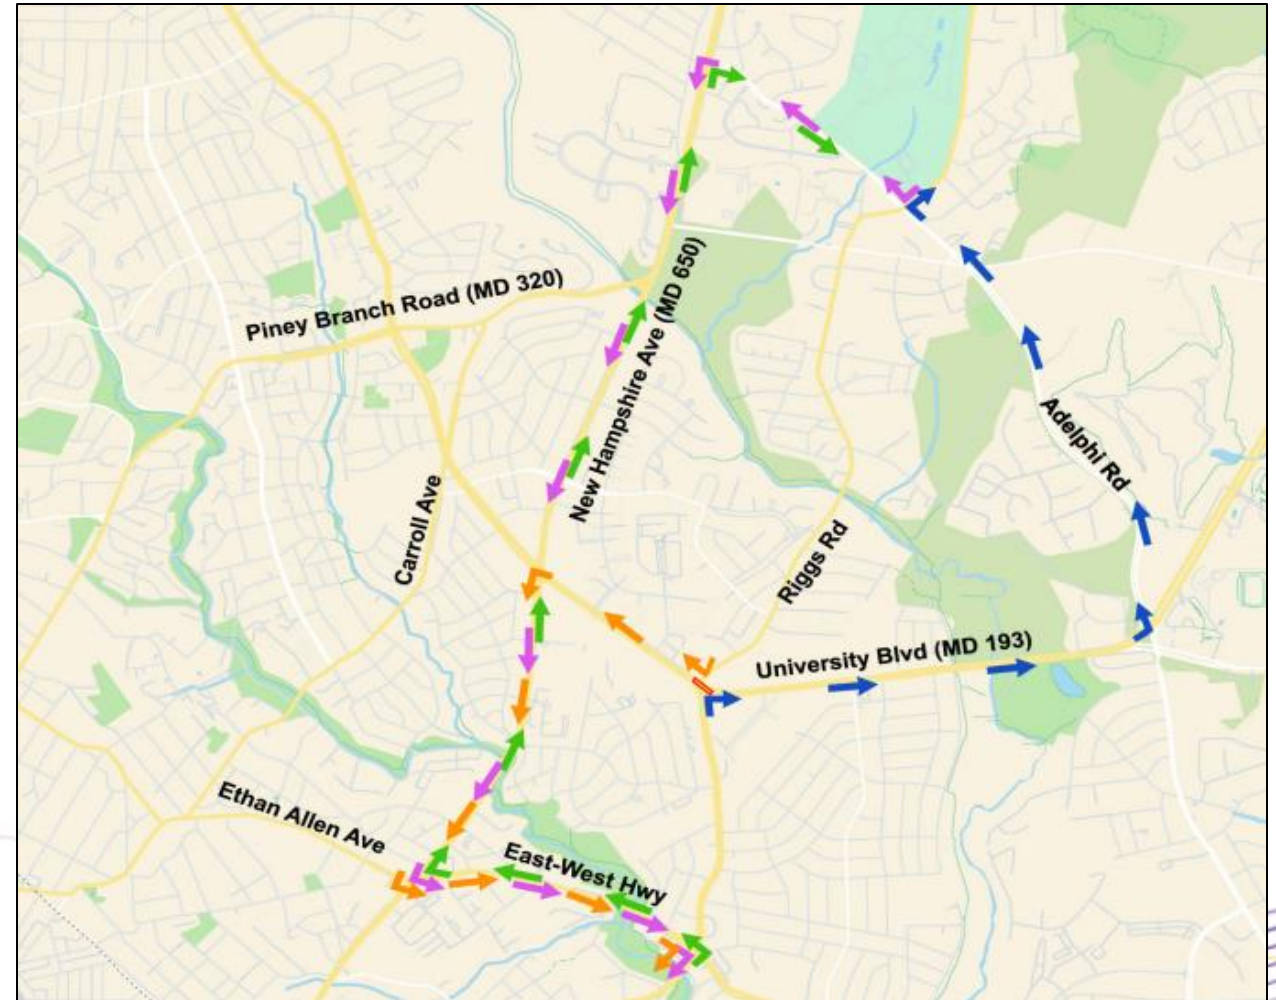 New Hampshire Ave (MD 650)
Piney Branch Road (MD 320)
Adelphi Rd
Carroll Ave
Riggs Rd
University Blvd (MD 193)
Ethan Allen Ave
East-West Hwy